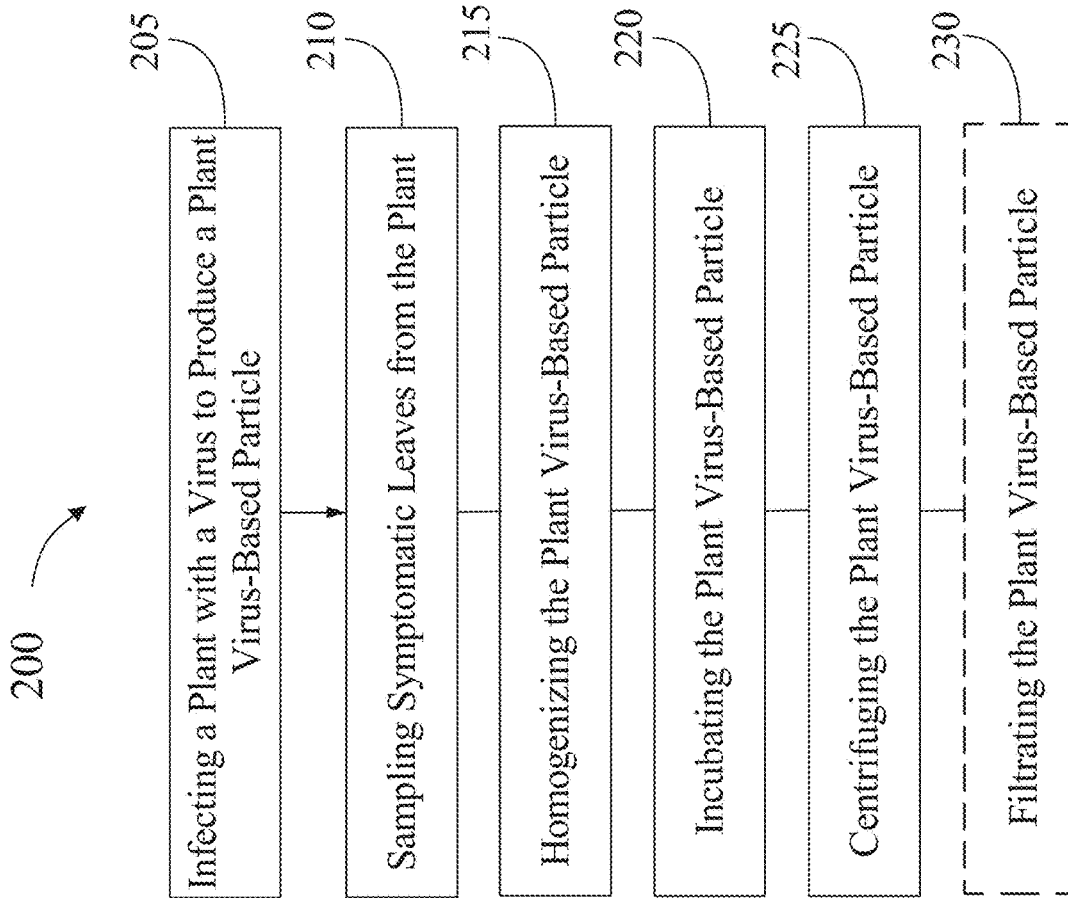 200
Infecting a Plant with a Virus to Produce a Plant
Virus-Based Particle
205
Sampling Symptomatic Leaves from the Plant
210
Homogenizing the Plant Virus-Based Particle
215
Incubating the Plant Virus-Based Particle
220
Centrifuging the Plant Virus-Based Particle
225
Filtrating the Plant Virus-Based Particle
230